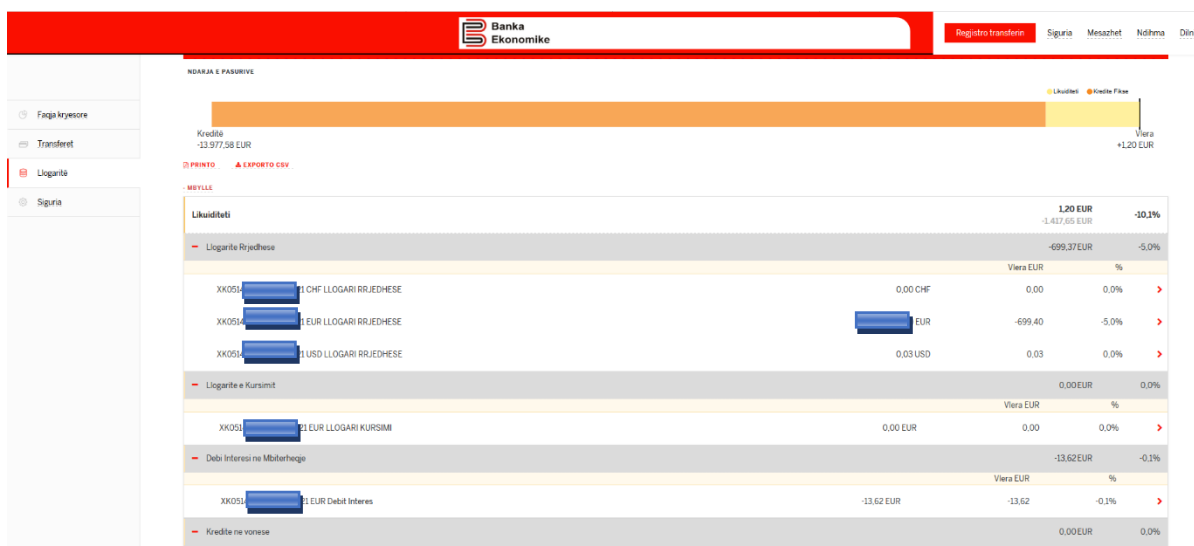 Banka
Ekonomike
Registro transferin Siguria Mesazhet Ndihma Diln
NDARJA E PASURIVE
Likuiditeti Kredite Fikse
Faqja kryesore
Transferet
Llogaritë
Siguria
Kreditë Vlera
-13.977,58 EUR +1,20 EUR
PRINTO EXPORTO CSV
- MBYLLE
Likuiditeti 1,20 EUR -10,1%
-1.417,65 EUR
Llogarite Rrjedhese -699,37EUR -5,0%
Vlera EUR %
XK0514 21 CHF LLOGARI RRJEDHESE 0,00 CHF 0,00 0,0%
XK0514 1 EUR LLOGARI RRJEDHESE EUR -699,40 -5,0%
XK0514 1 USD LLOGARI RRJEDHESE 0,03 USD 0,03 0,0%
Llogarite e Kursimit 0,00EUR 0,0%
Vlera EUR %
XK051 21 EUR LLOGARI KURSIMI 0,00 EUR 0,00 0,0%
Debi Interesi ne Mbiterheqje -13,62EUR -0,1%
Vlera EUR %
XK051 21 EUR Debit Interes -13,62 EUR -13,62 -0,1%
Kredite ne vonese 0,00EUR 0,0%